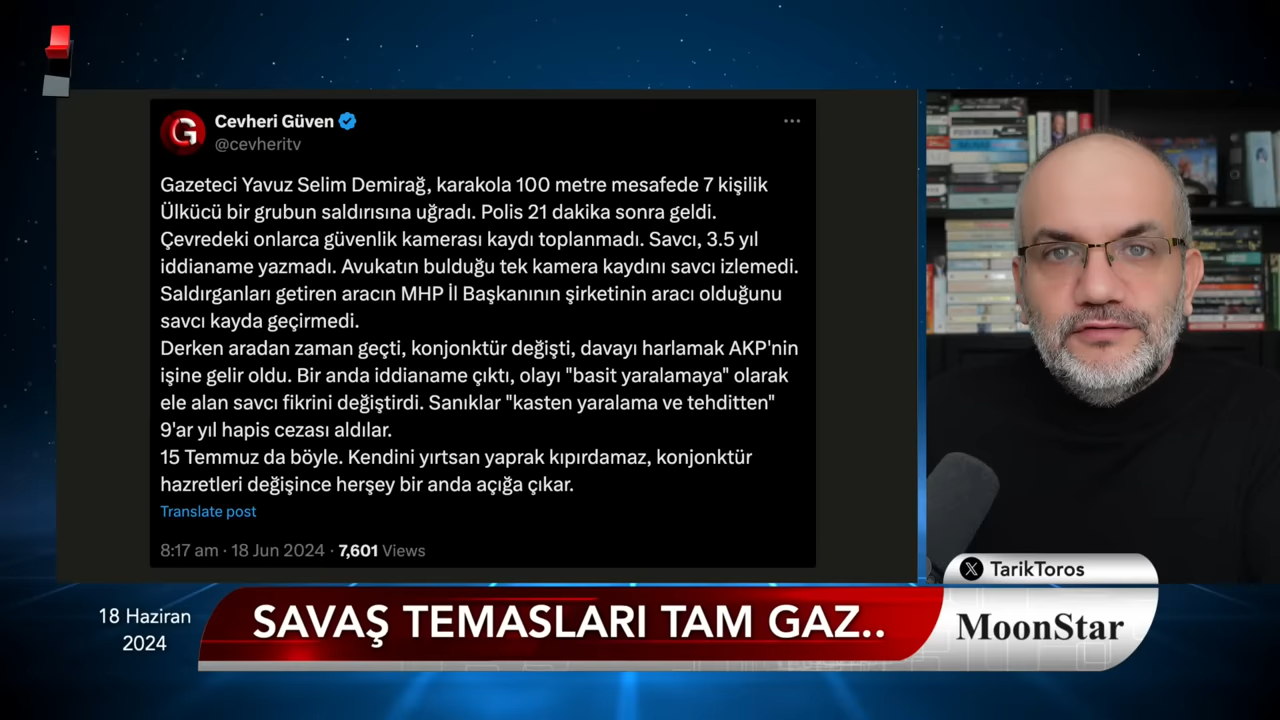 Cevheri Güven
@cevheritv
Gazeteci Yavuz Selim Demirağ, karakola 100 metre mesafede 7 kişilik
Ülkücü bir grubun saldırısına uğradı. Polis 21 dakika sonra geldi.
Çevredeki onlarca güvenlik kamerası kaydı toplanmadı. Savcı, 3.5 yıl
iddianame yazmadı. Avukatın bulduğu tek kamera kaydını savcı izlemedi.
Saldırganları getiren aracın MHP İl Başkanının şirketinin aracı olduğunu
savcı kayda geçirmedi.
Derken aradan zaman geçti, konjonktür değişti, davayı harlamak AKP'nin
işine gelir oldu. Bir anda iddianame çıktı, olayı "basit yaralamaya" olarak
ele alan savcı fikrini değiştirdi. Sanıklar "kasten yaralama ve tehditten"
9'ar yıl hapis cezası aldılar.
15 Temmuz da böyle. Kendini yırtsan yaprak kıpırdamaz, konjonktür
hazretleri değişince herşey bir anda açığa çıkar.
Translate post
8:17 am · 18 Jun 2024 · 7,601 Views
X TarikToros
18 Haziran
2024
SAVAŞ TEMASLARI TAM GAZ..
MoonStar